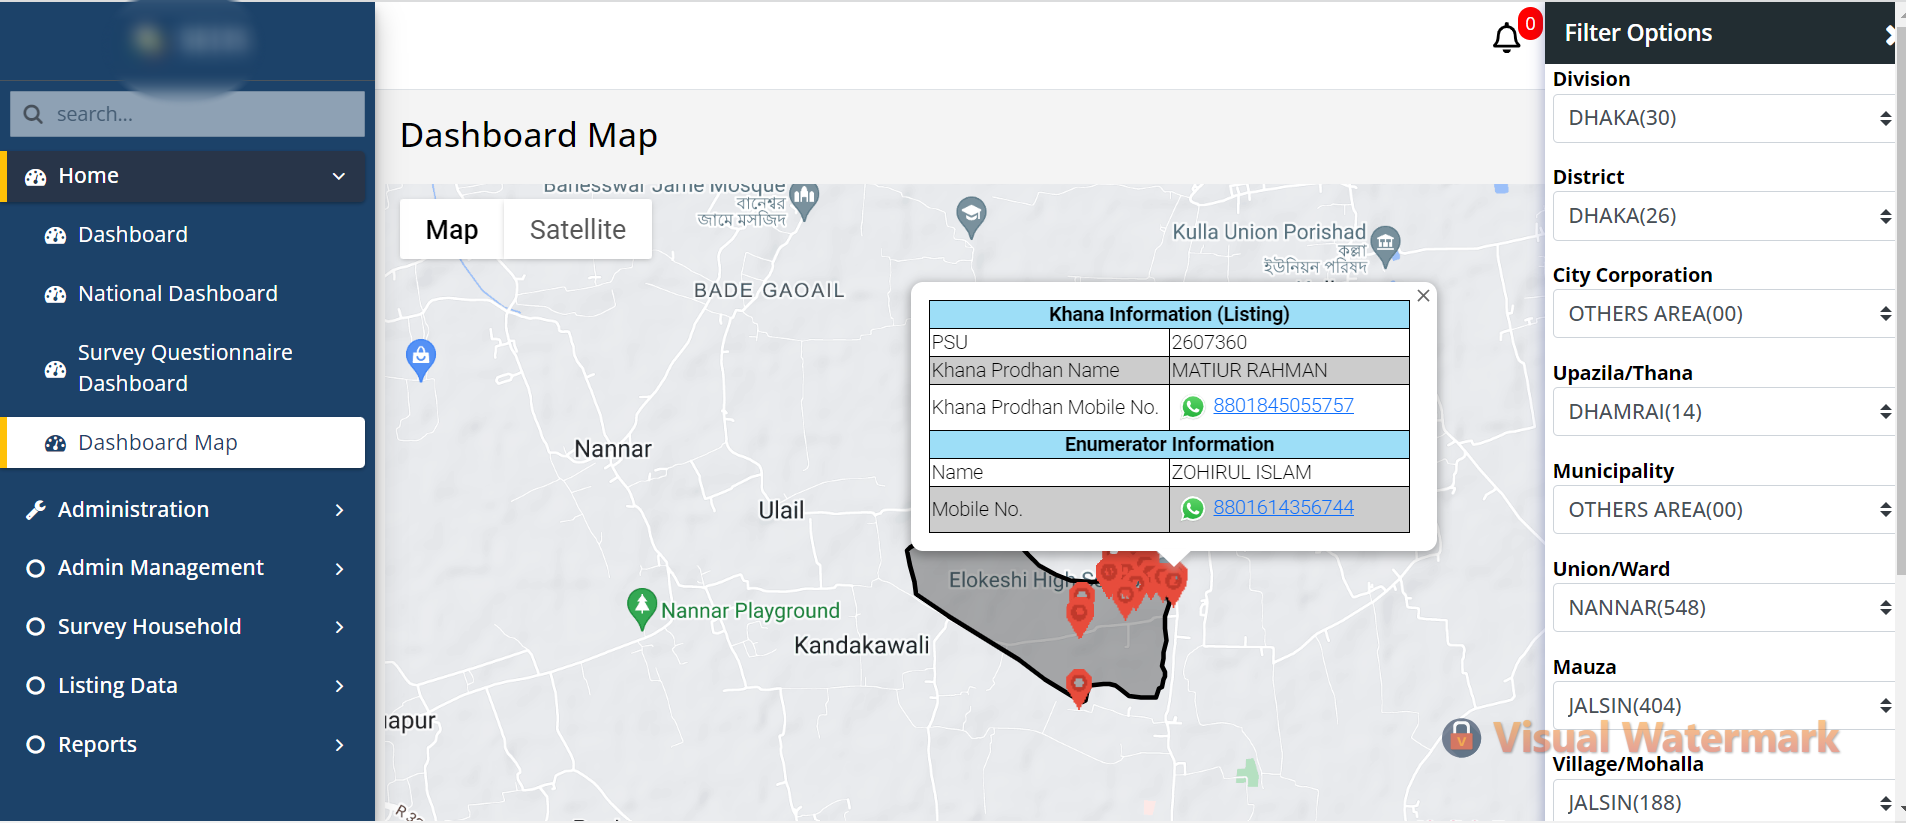 search...
Home
Dashboard
National Dashboard
Survey Questionnaire
Dashboard
Dashboard Map
Administration
Admin Management
Survey Household
Listing Data
Reports
0
Dashboard Map
Map
Satellite
Banesswar Jame Mosque
বানেশ্বর
জামে মসজিদ
Kulla Union Porishad
কুল্লা
ইউনিয়ন পরিষদ
BADE GAOAIL
Nannar
Ulail
Nannar Playground
Kandakawali
Elokeshi High
apur
Khana Information (Listing)
PSU 2607360
Khana Prodhan Name MATIUR RAHMAN
Khana Prodhan Mobile No. 8801845055757
Enumerator Information
Name ZOHIRUL ISLAM
Mobile No. 8801614356744
Filter Options
Division
DHAKA(30)
District
DHAKA(26)
City Corporation
OTHERS AREA(00)
Upazila/Thana
DHAMRAI(14)
Municipality
OTHERS AREA(00)
Union/Ward
NANNAR(548)
Mauza
JALSIN(404)
Visual Watermark
Village/Mohalla
JALSIN(188)